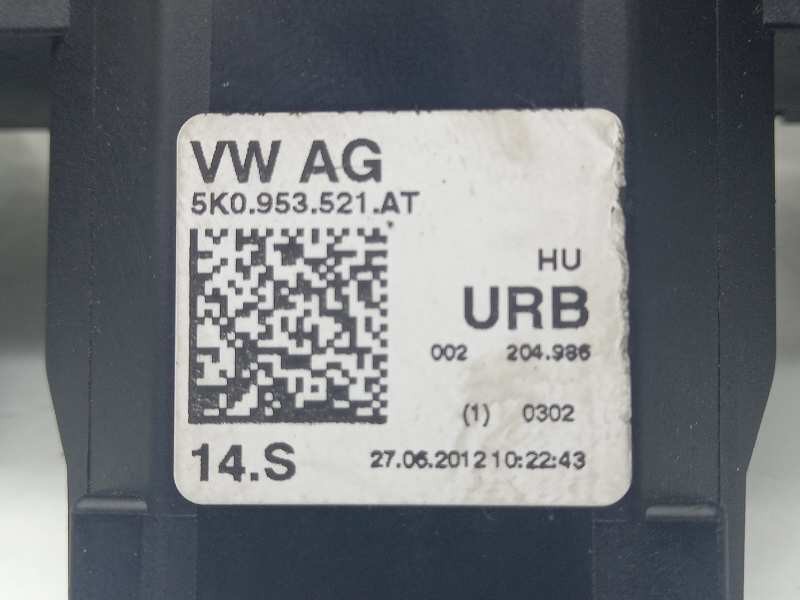 VW AG
5K0.953.521.AT
HU
URB
002 204.986
(1) 0302
14.S 27.06.2012 10:22:43